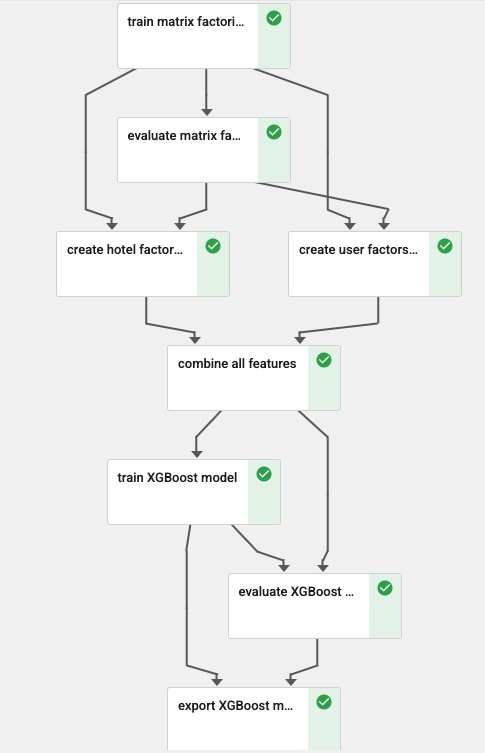 train matrix factori...
evaluate matrix fa...
create hotel factor...
create user factors...
combine all features
train XGBoost model
evaluate XGBoost ...
export XGBoost m...